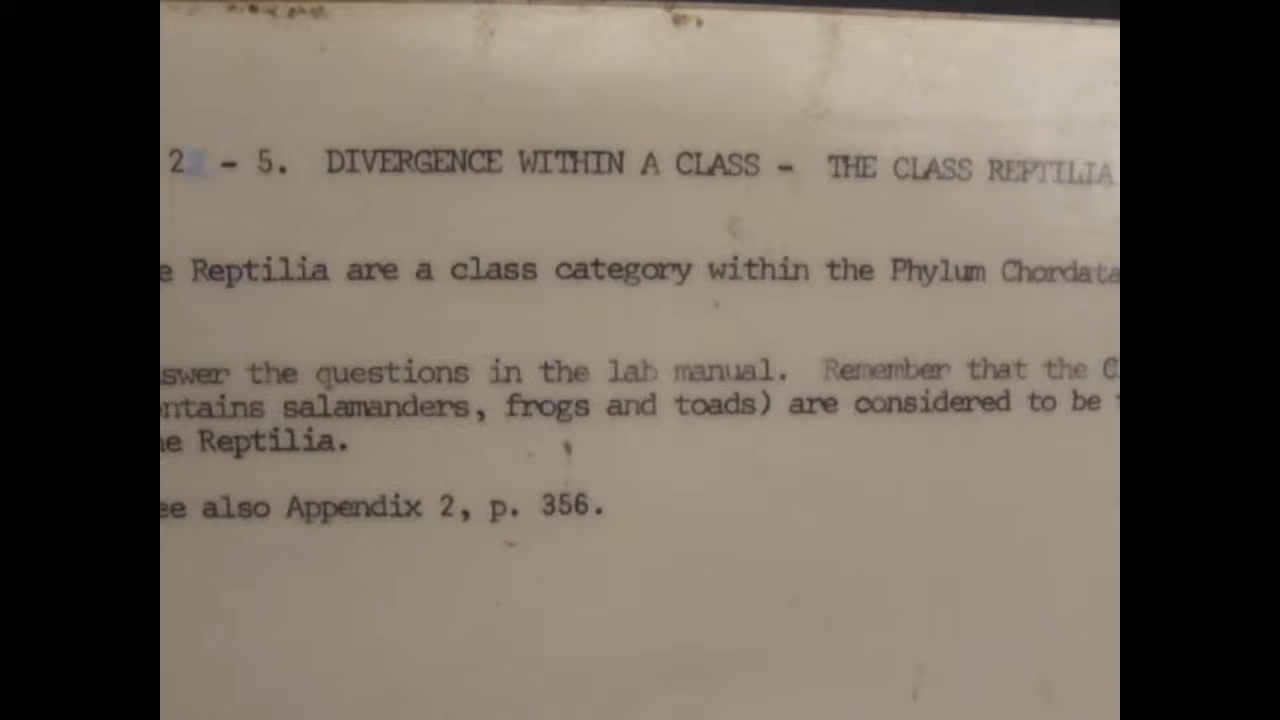 2 - 5. DIVERGENCE WITHIN A CLASS - THE CLASS REPTILIA
e Reptilia are a class category within the Phylum Chordata
swer the questions in the lab manual. Remember that the C
ntains salamanders, frogs and toads) are considered to be
e Reptilia.
ee also Appendix 2, p. 356.